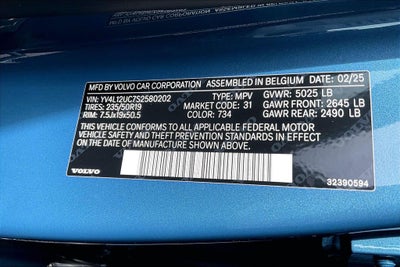 MFD BY VOLVO CAR CORPORATION ASSEMBLED IN BELGIUM 02/25
VIN: YV4L12UC7S2580202 TYPE: MPV GVWR: 5025 LB
TIRES: 235/50R19 MARKET CODE: 31 GAWR FRONT: 2645 LB
RIM: 7.5Jx19x50.5 COLOR: 734 GAWR REAR: 2490 LB
THIS VEHICLE CONFORMS TO ALL APPLICABLE FEDERAL MOTOR
VEHICLE SAFETY AND THEFT PREVENTION STANDARDS IN EFFECT
ON THE DATE OF MANUFACTURE SHOWN ABOVE.
VOLVO 32390594